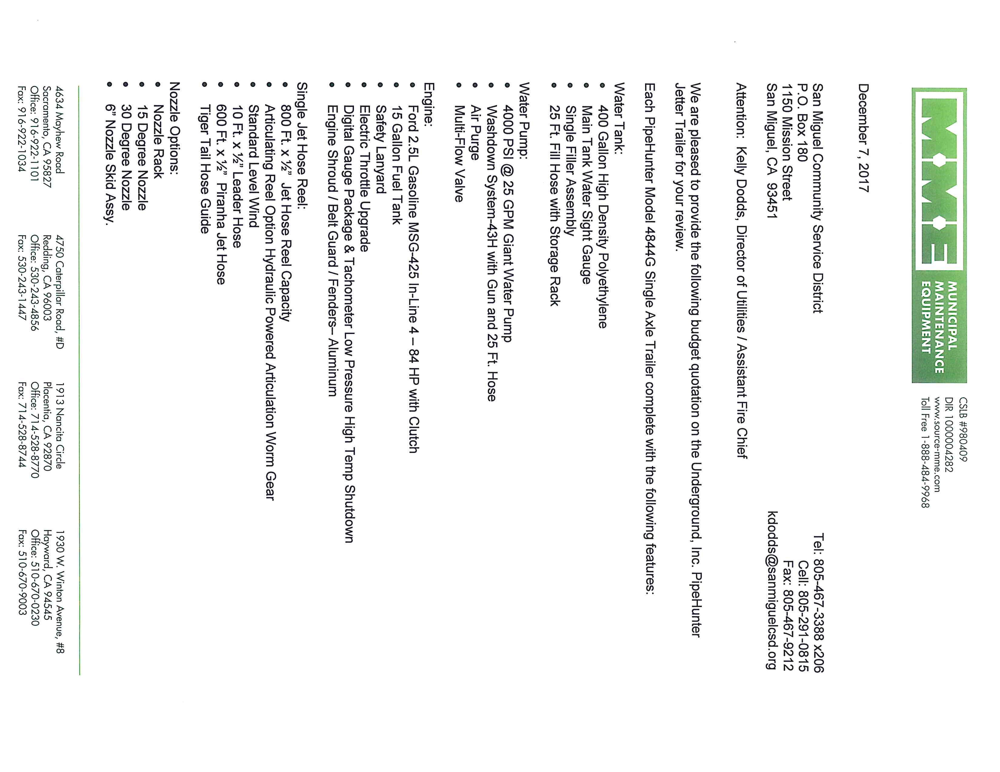 MME
MUNICIPAL
MAINTENANCE
EQUIPMENT
CSLB #980409
DIR 1000004282
www.source-mme.com
Toll Free 1-888-484-9968
December 7, 2017
San Miguel Community Service District
P.O. Box 180
1150 Mission Street
San Miguel, CA  93451
Tel: 805-467-3388 x206
Cell: 805-291-0815
Fax: 805-467-9212
kdodds@sanmiguelcsd.org
Attention:  Kelly Dodds, Director of Utilities / Assistant Fire Chief
We are pleased to provide the following budget quotation on the Underground, Inc. PipeHunter
Jetter Trailer for your review.
Each PipeHunter Model 4844G Single Axle Trailer complete with the following features:
Water Tank:
• 400 Gallon High Density Polyethylene
• Main Tank Water Sight Gauge
• Single Filler Assembly
• 25 Ft. Fill Hose with Storage Rack
Water Pump:
• 4000 PSI @ 25 GPM Giant Water Pump
• Washdown System-43H with Gun and 25 Ft. Hose
• Air Purge
• Multi-Flow Valve
Engine:
• Ford 2.5L Gasoline MSG-425 In-Line 4 – 84 HP with Clutch
• 15 Gallon Fuel Tank
• Safety Lanyard
• Electric Throttle Upgrade
• Digital Gauge Package & Tachometer Low Pressure High Temp Shutdown
• Engine Shroud / Belt Guard / Fenders– Aluminum
Single Jet Hose Reel:
• 800 Ft. x ½”  Jet Hose Reel Capacity
• Articulating Reel Option Hydraulic Powered Articulation Worm Gear
• Standard Level Wind
• 10 Ft. x ½” Leader Hose
• 600 Ft. x ½”  Piranha Jet Hose
• Tiger Tail Hose Guide
Nozzle Options:
• Nozzle Rack
• 15 Degree Nozzle
• 30 Degree Nozzle
• 6” Nozzle Skid Assy.
4634 Mayhew Road
Sacramento, CA 95827
Office: 916-922-1101
Fax: 916-922-1034
4750 Caterpillar Road, #D
Redding, CA 96003
Office: 530-243-4856
Fax: 530-243-1447
1913 Nancita Circle
Placentia, CA 92870
Office: 714-528-8770
Fax: 714-528-8744
1930 W. Winton Avenue, #8
Hayward, CA 94545
Office: 510-670-0230
Fax: 510-670-9003